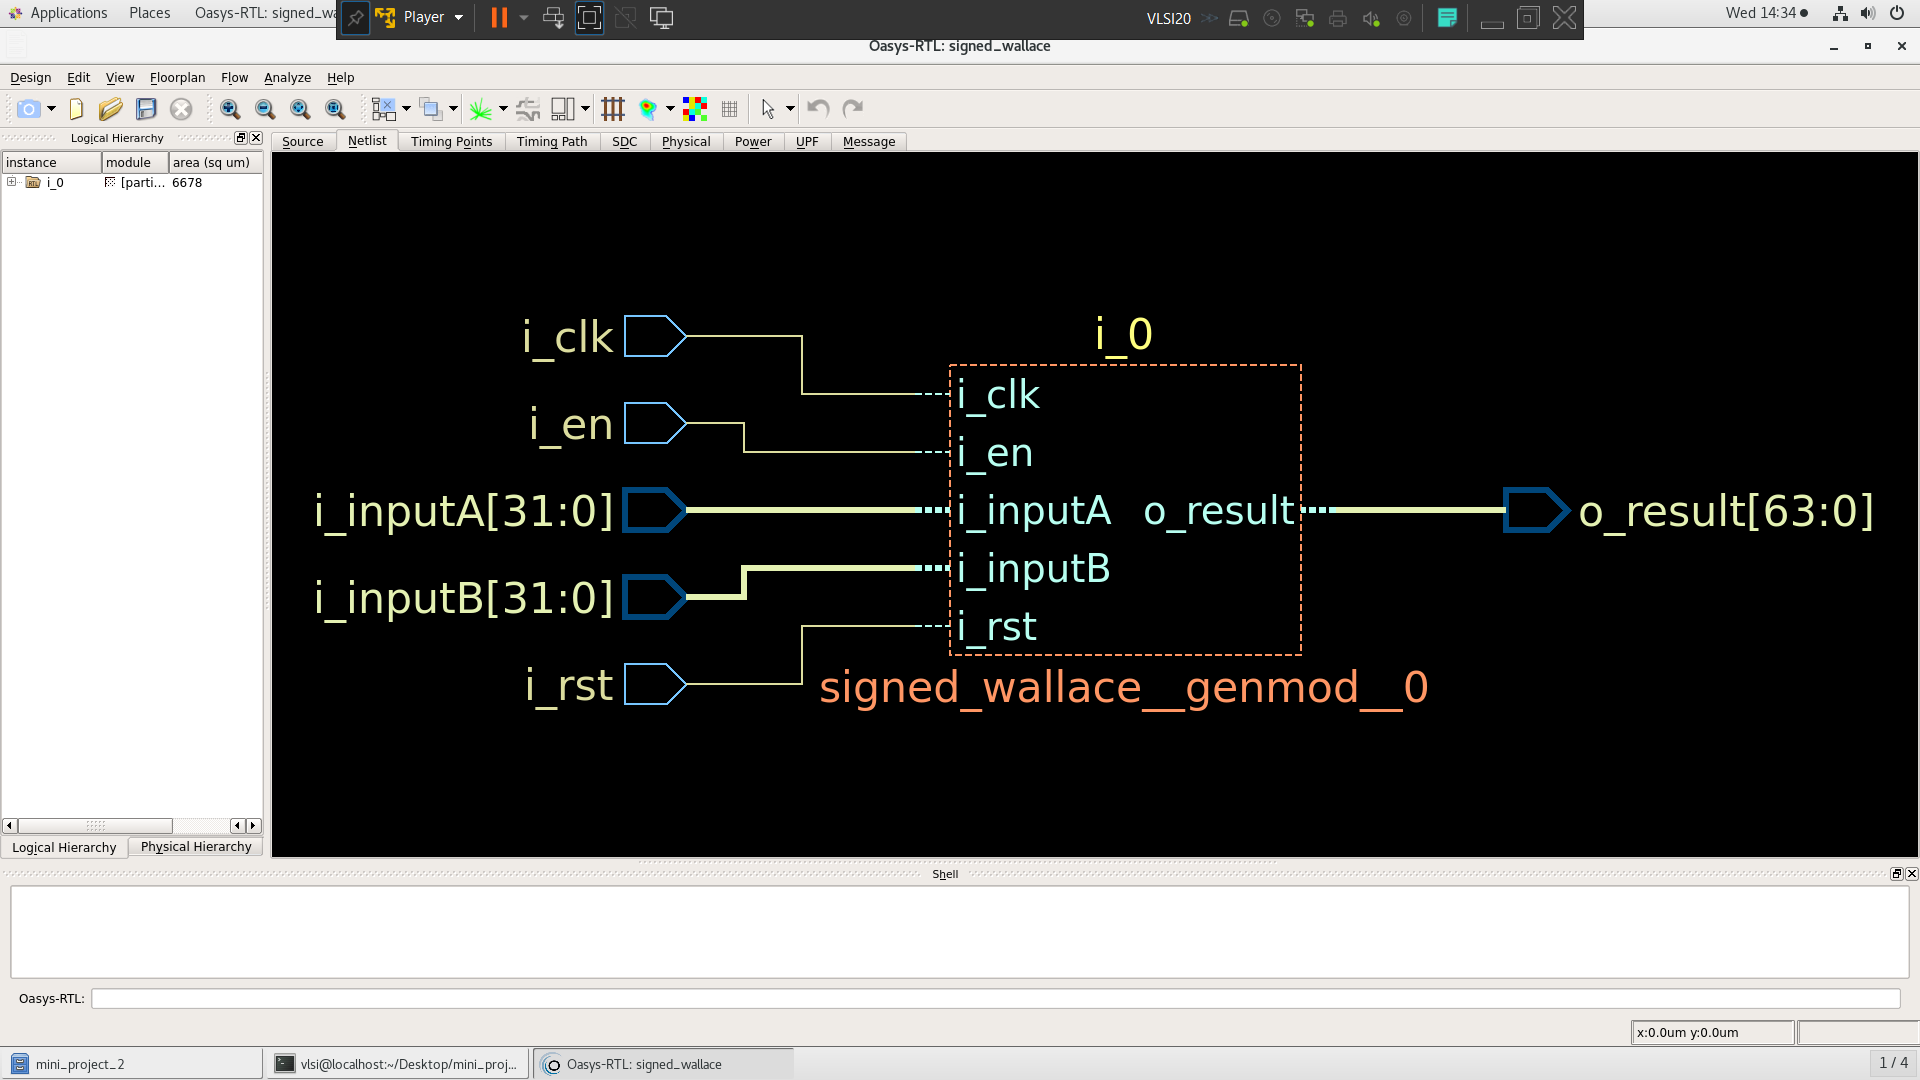 Applications Places Oasys-RTL: signed_wa
Player VLSI20
Wed 14:34
Oasys-RTL: signed_wallace
Design Edit View Floorplan Flow Analyze Help
Logical Hierarchy
Source Netlist Timing Points Timing Path SDC Physical Power UPF Message
instance module area (sq um)
i_0 [parti... 6678
i_clk
i_en
i_inputA[31:0]
i_inputB[31:0]
i_rst
i_0
i_clk
i_en
i_inputA o_result
i_inputB
i_rst
signed_wallace__genmod__0
o_result[63:0]
Logical Hierarchy Physical Hierarchy
Shell
Oasys-RTL:
x:0.0um y:0.0um
mini_project_2 vlsi@localhost:~/Desktop/mini_proj... Oasys-RTL: signed_wallace 1 / 4